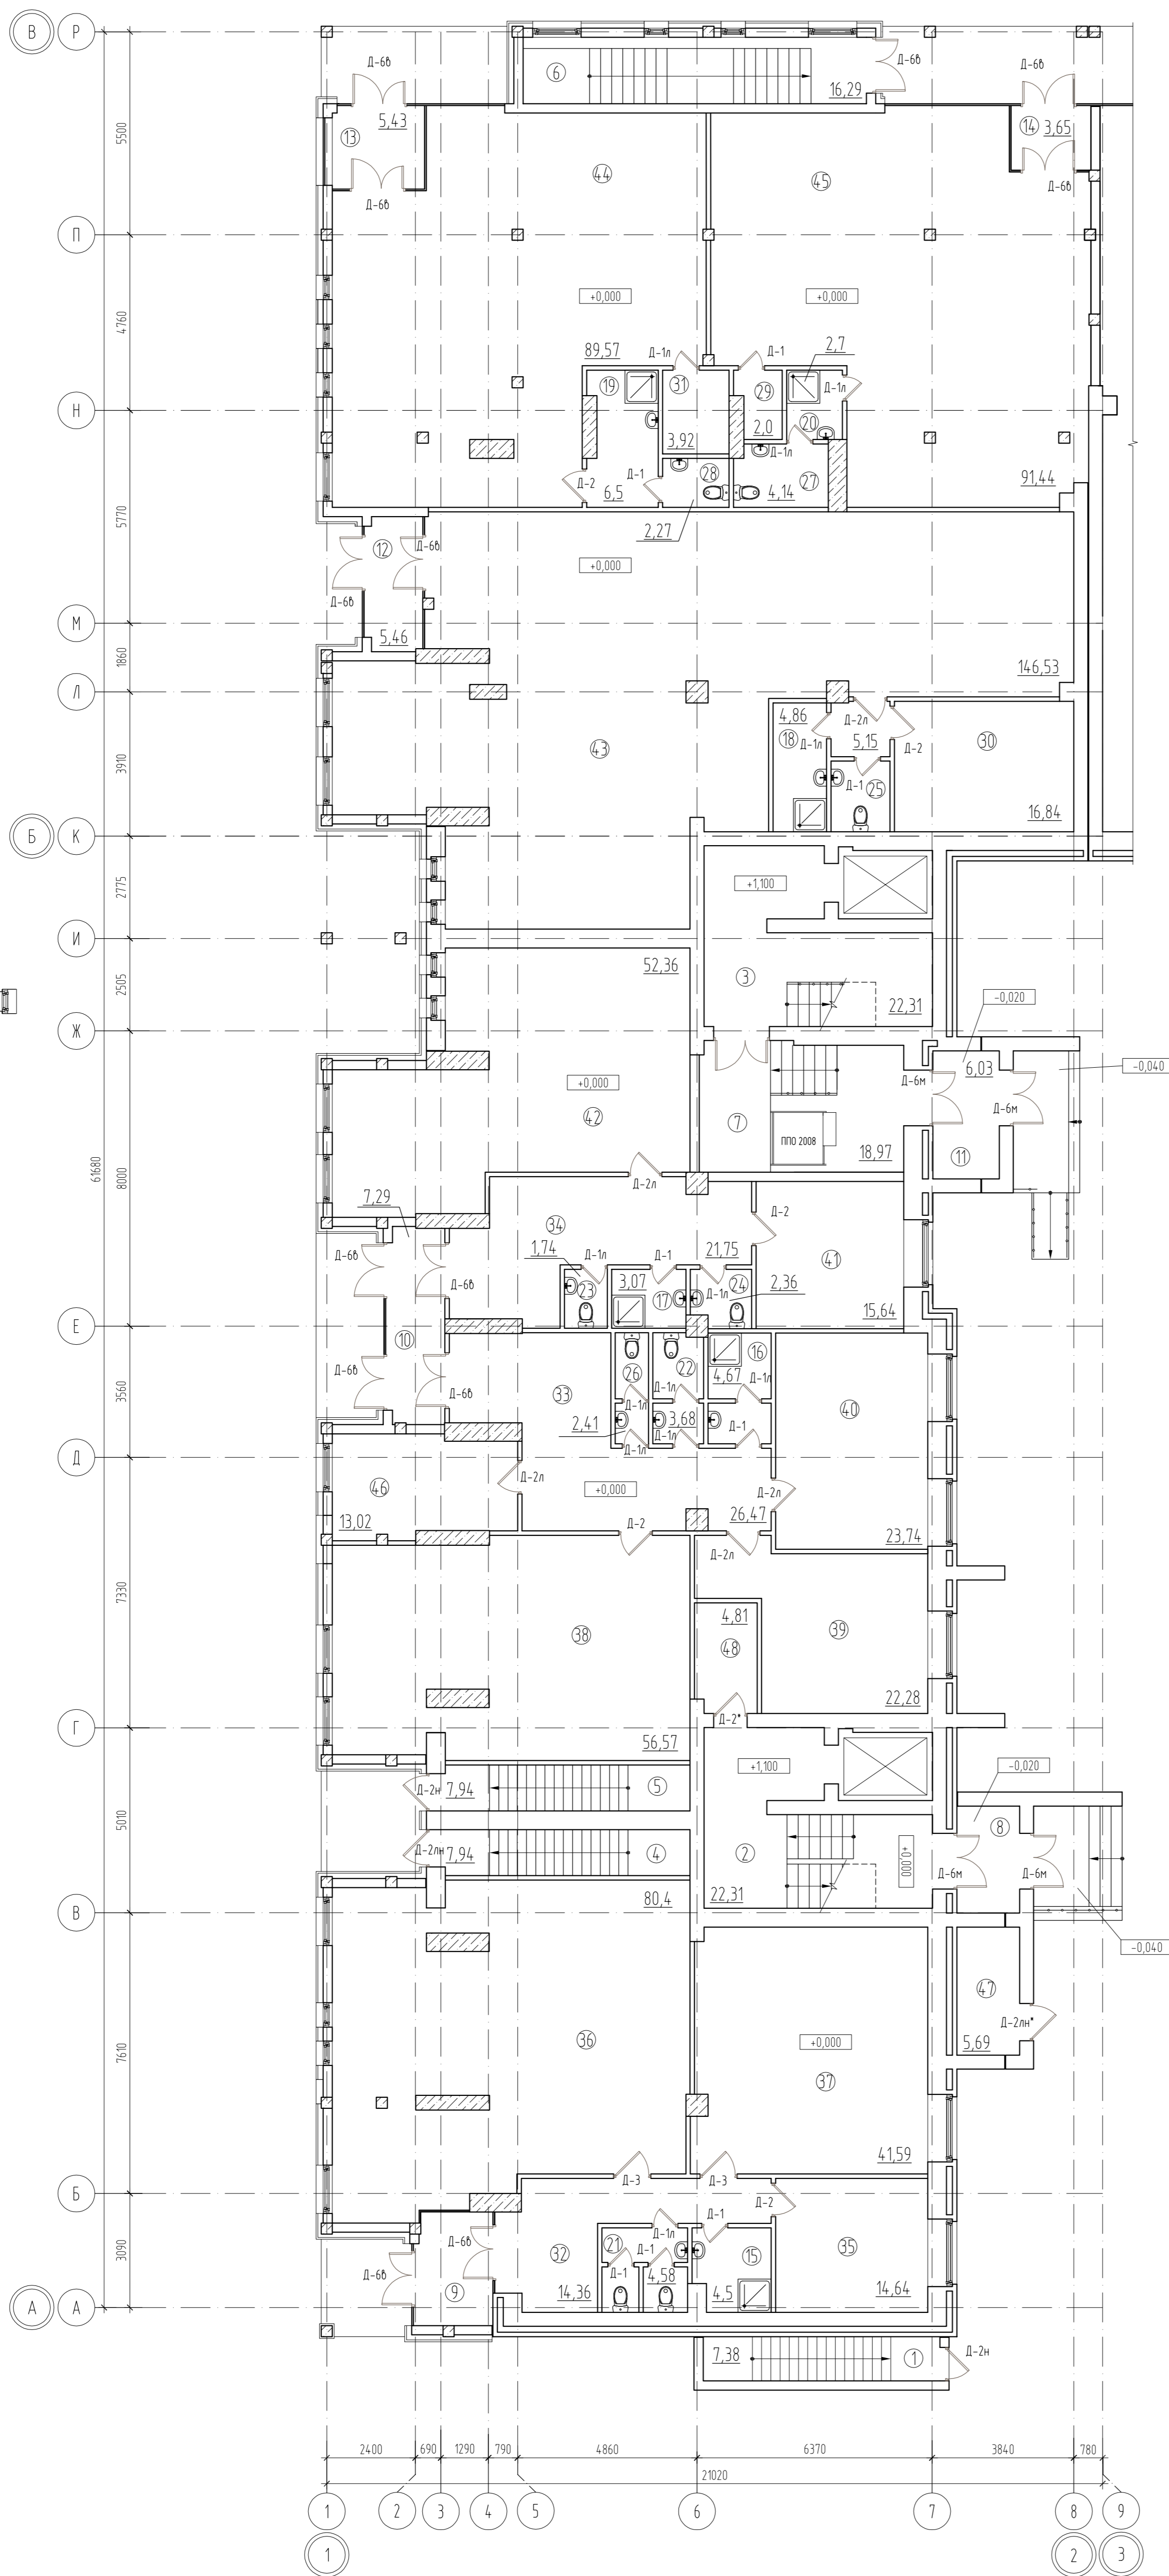 В Р
6
Д-6в
Д-6в
Д-6в
16,29
5,43
13
14
3,65
5500
44
45
Д-6в
Д-6в
П
+0,000
+0,000
4760
89,57
Д-1л
Д-1
2,7
19
31
29
Д-1л
Н
20
3,92
2,0
Д-1л
28
27
Д-2
Д-1
6,5
4,14
91,44
5770
2,27
12
Д-6в
+0,000
Д-6в
М
5,46
1860
146,53
Л
4,86
Д-2л
18
Д-1л
5,15
Д-2
30
43
3910
Д-1
25
16,84
Б К
+1,100
2775
И
52,36
3
2505
-0,020
22,31
Ж
6,03
-0,040
+0,000
Д-6м
42
Д-6м
7
ППО 2008
18,97
11
61680
8000
Д-2л
7,29
34
Д-2
1,74
Д-1л
Д-1
21,75
Д-6в
41
23
3,07
17
Д-1л
24
2,36
Д-6в
15,64
Е
10
26
22
16
Д-6в
4,67
Д-6в
33
Д-1л
Д-1л
Д-1л
3560
2,41
3,68
Д-1
40
Д-1л
Д-1л
Д
46
Д-2л
+0,000
Д-2л
13,02
26,47
Д-2
23,74
Д-2л
7330
4,81
38
48
39
22,28
Г
Д-2*
56,57
+1,100
-0,020
Д-2н
7,94
5
5010
8
Д-2лн
7,94
4
2
+0,000
Д-6м
Д-6м
80,4
22,31
В
-0,040
47
Д-2лн*
36
+0,000
5,69
7610
37
41,59
Д-3
Д-3
Б
Д-2
Д-1
Д-6в
Д-1л
21
Д-1
32
15
35
3090
Д-6в
Д-1
4,58
9
14,36
4,5
14,64
А А
7,38
1
Д-2н
2400 690 1290 790 4860 6370 3840 780
21020
1 2 3 4 5 6 7 8 9
1 2 3